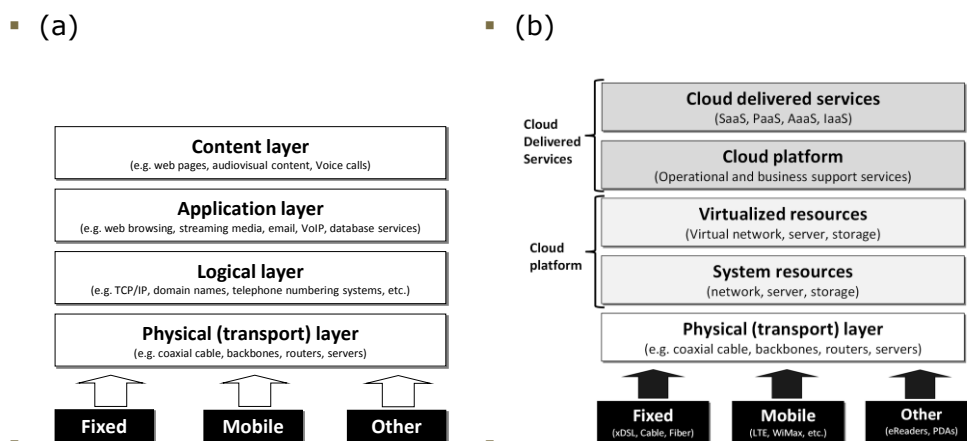 (a)
Content layer
(e.g. web pages, audiovisual content, Voice calls)
Application layer
(e.g. web browsing, streaming media, email, VoIP, database services)
Logical layer
(e.g. TCP/IP, domain names, telephone numbering systems, etc.)
Physical (transport) layer
(e.g. coaxial cable, backbones, routers, servers)
Fixed
Mobile
Other
(b)
Cloud
Delivered
Services
Cloud delivered services
(SaaS, PaaS, AaaS, IaaS)
Cloud platform
(Operational and business support services)
Cloud
platform
Virtualized resources
(Virtual network, server, storage)
System resources
(network, server, storage)
Physical (transport) layer
(e.g. coaxial cable, backbones, routers, servers)
Fixed
(xDSL, Cable, Fiber)
Mobile
(LTE, WiMax, etc.)
Other
(eReaders, PDAs)